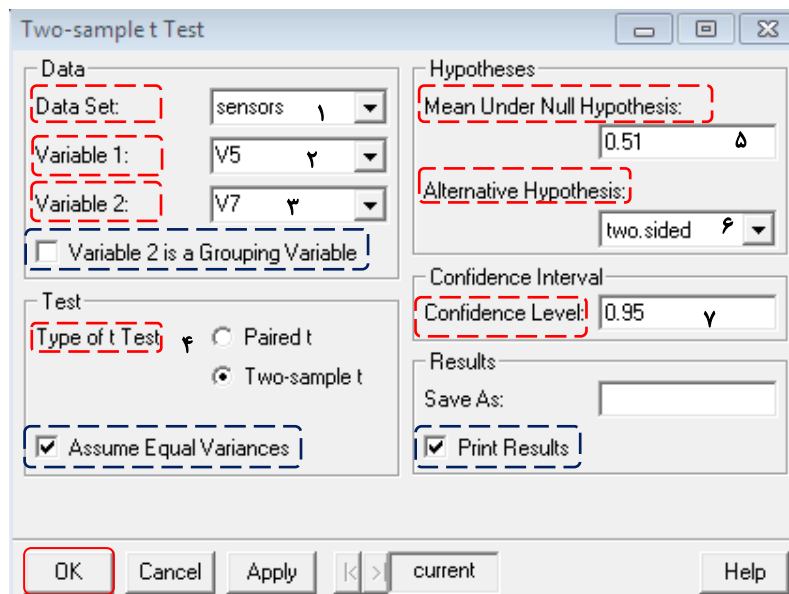 Two-sample t Test
Data
Data Set:
sensors ۱
Variable 1:
V5 ۲
Variable 2:
V7 ۳
Variable 2 is a Grouping Variable
Test
Type of t Test ۴
Paired t
Two-sample t
Assume Equal Variances
Hypotheses
Mean Under Null Hypothesis:
0.51 ۵
Alternative Hypothesis:
two.sided ۶
Confidence Interval
Confidence Level: 0.95 ۷
Results
Save As:
Print Results
OK Cancel Apply current Help